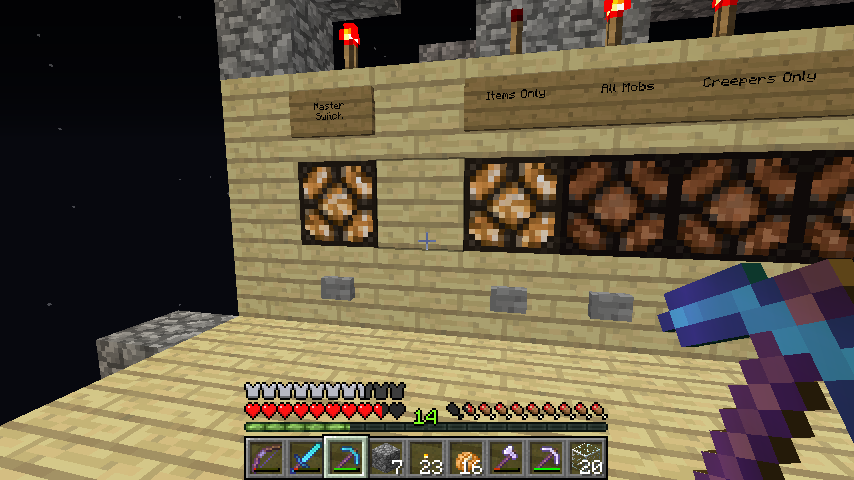 Master
Switch
Items Only
All Mobs
Creepers Only
14
7
23
16
20